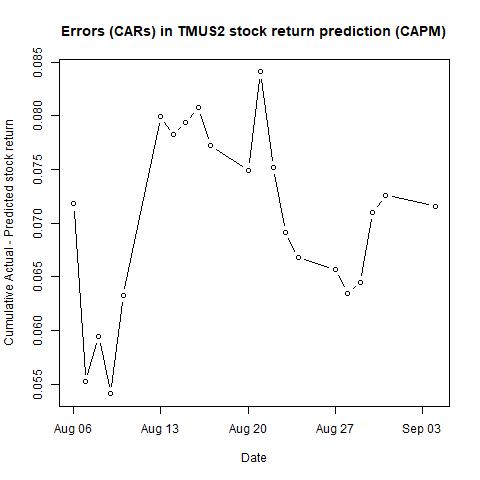 Errors (CARs) in TMUS2 stock return prediction (CAPM)
Cumulative Actual - Predicted stock return
0.085
0.080
0.075
0.070
0.065
0.060
0.055
Aug 06 Aug 13 Aug 20 Aug 27 Sep 03
Date